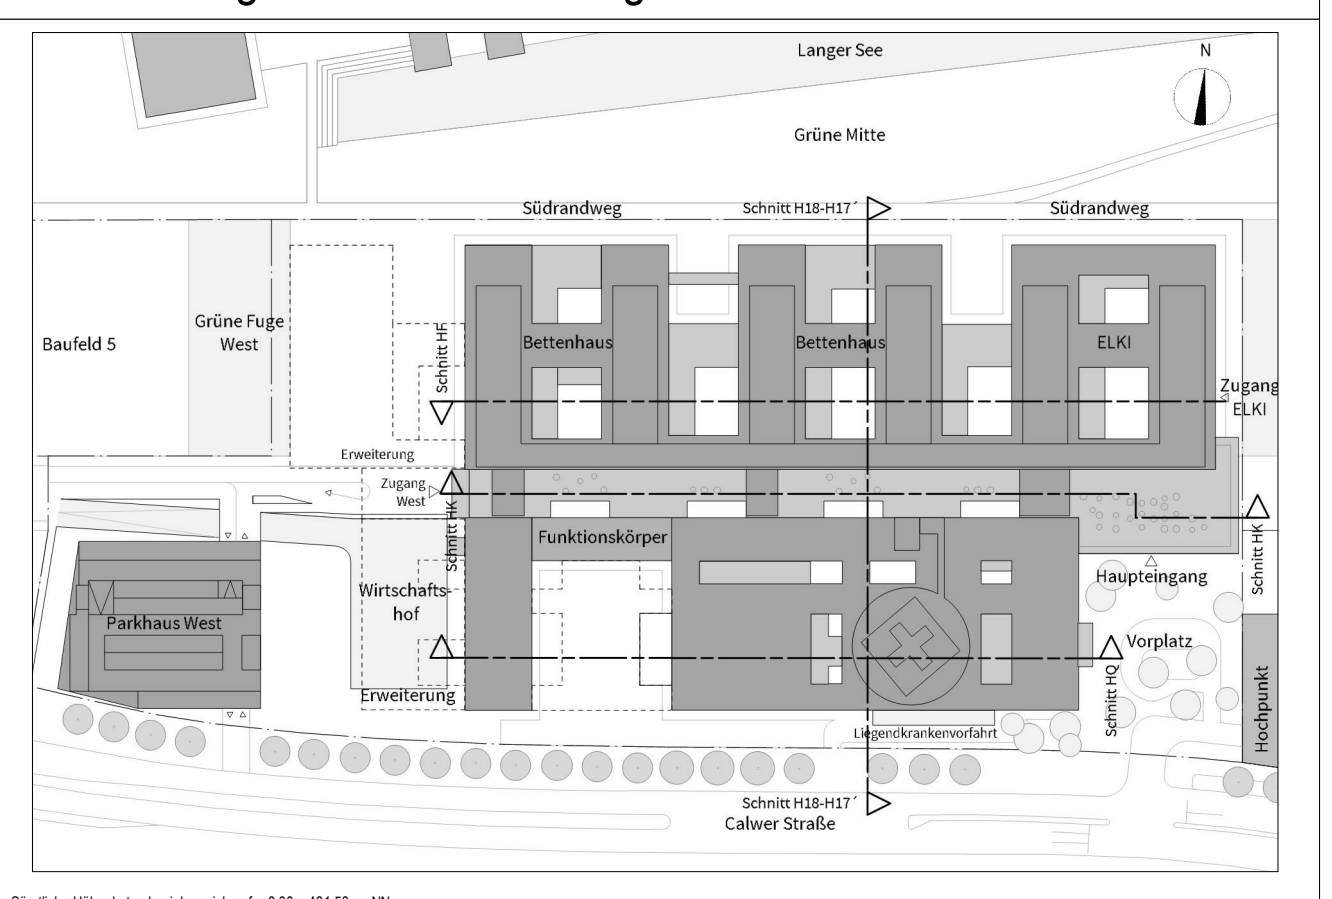 Langer See
N
Grüne Mitte
Südrandweg
Schnitt H18-H17´
Südrandweg
Grüne Fuge
West
Baufeld 5
Schnitt HF
Bettenhaus
Bettenhaus
ELKI
Zugang
ELKI
Erweiterung
Zugang
West
Schnitt HK
Funktionskörper
Schnitt HK
Haupteingang
Wirtschafts-
hof
Parkhaus West
Vorplatz
Erweiterung
Schnitt HQ
Hochpunkt
Liegendkrankenvorfahrt
Schnitt H18-H17´
Calwer Straße